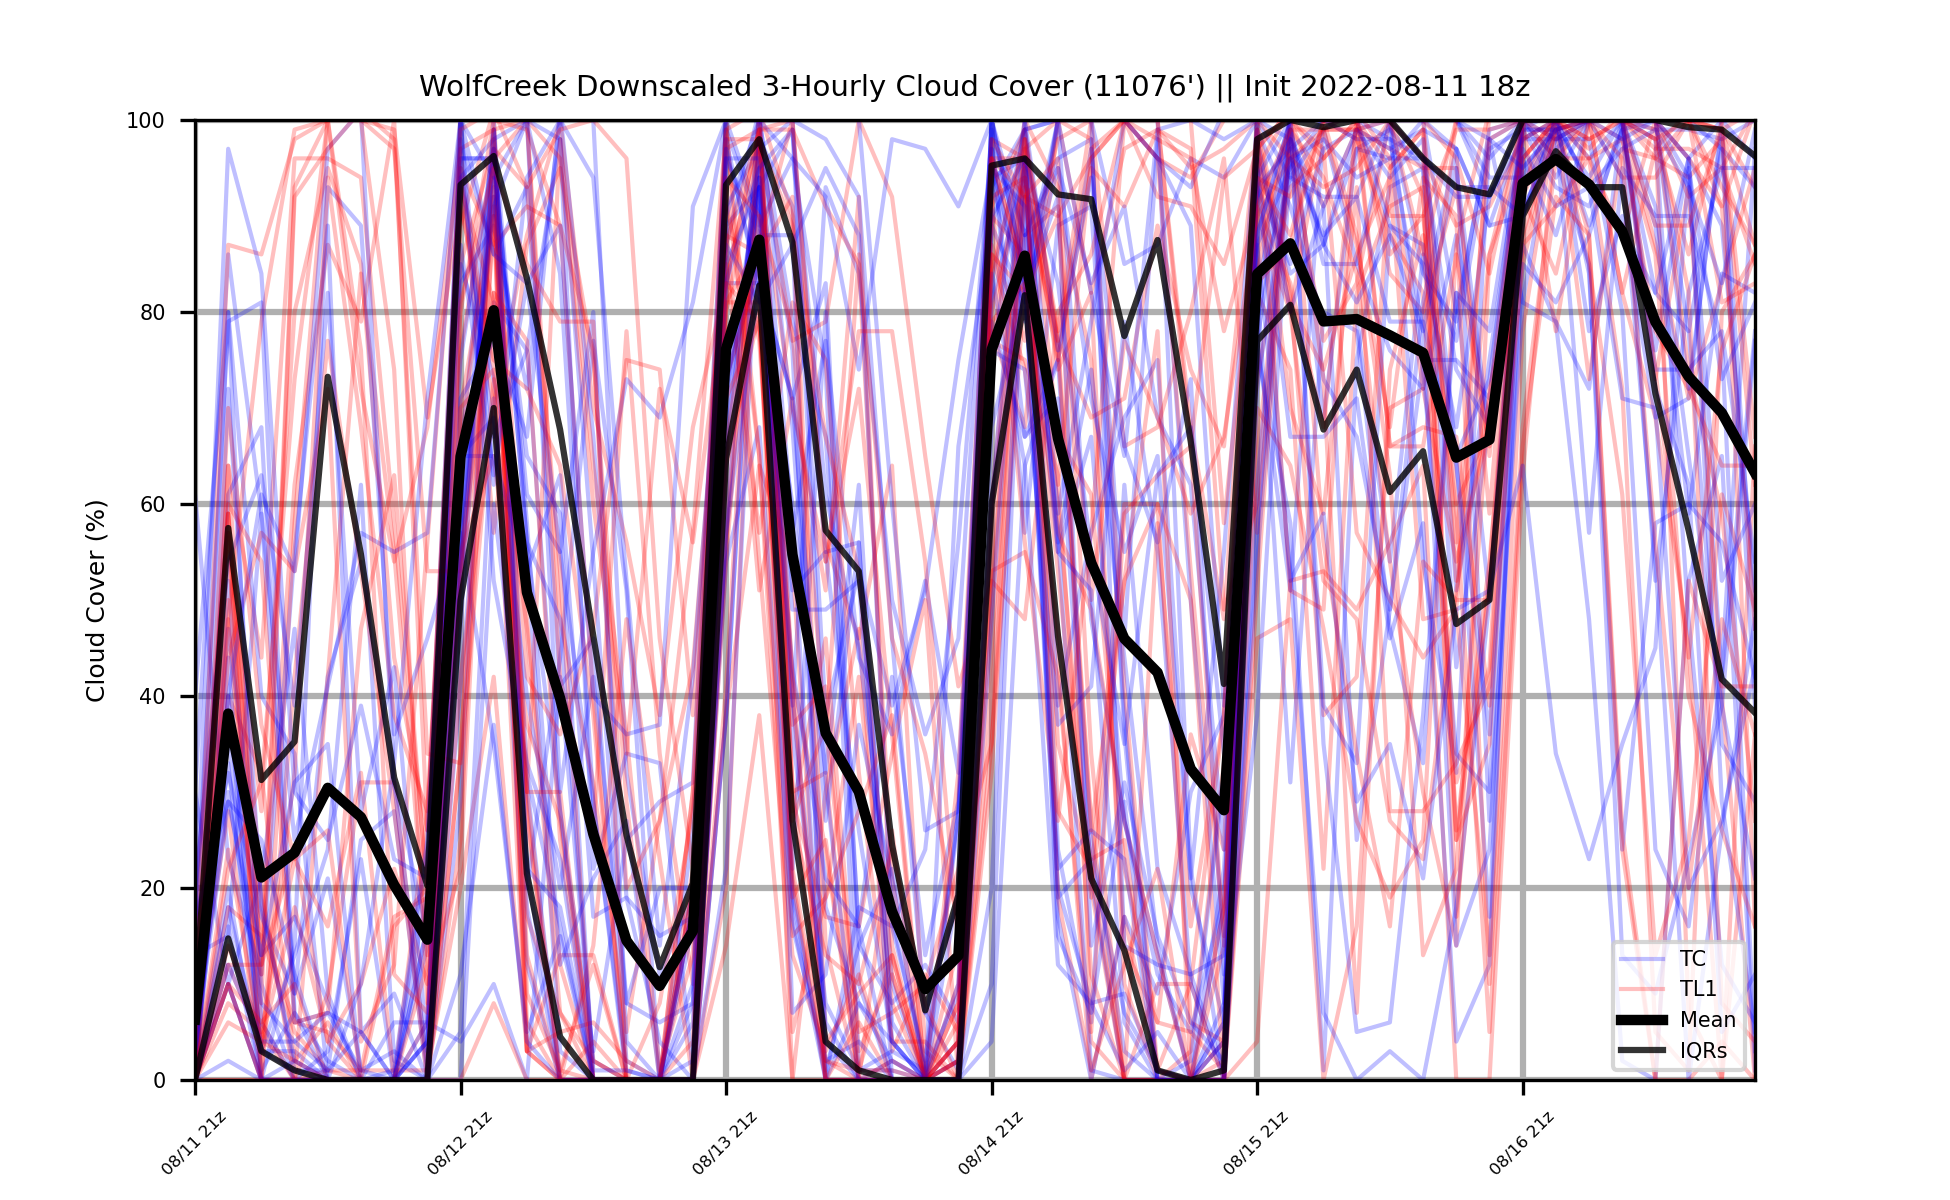 WolfCreek Downscaled 3-Hourly Cloud Cover (11076') || Init 2022-08-11 18z
Cloud Cover (%)
100
80
60
40
20
0
TC
TL1
Mean
IQRs
08/11 21z
08/12 21z
08/13 21z
08/14 21z
08/15 21z
08/16 21z